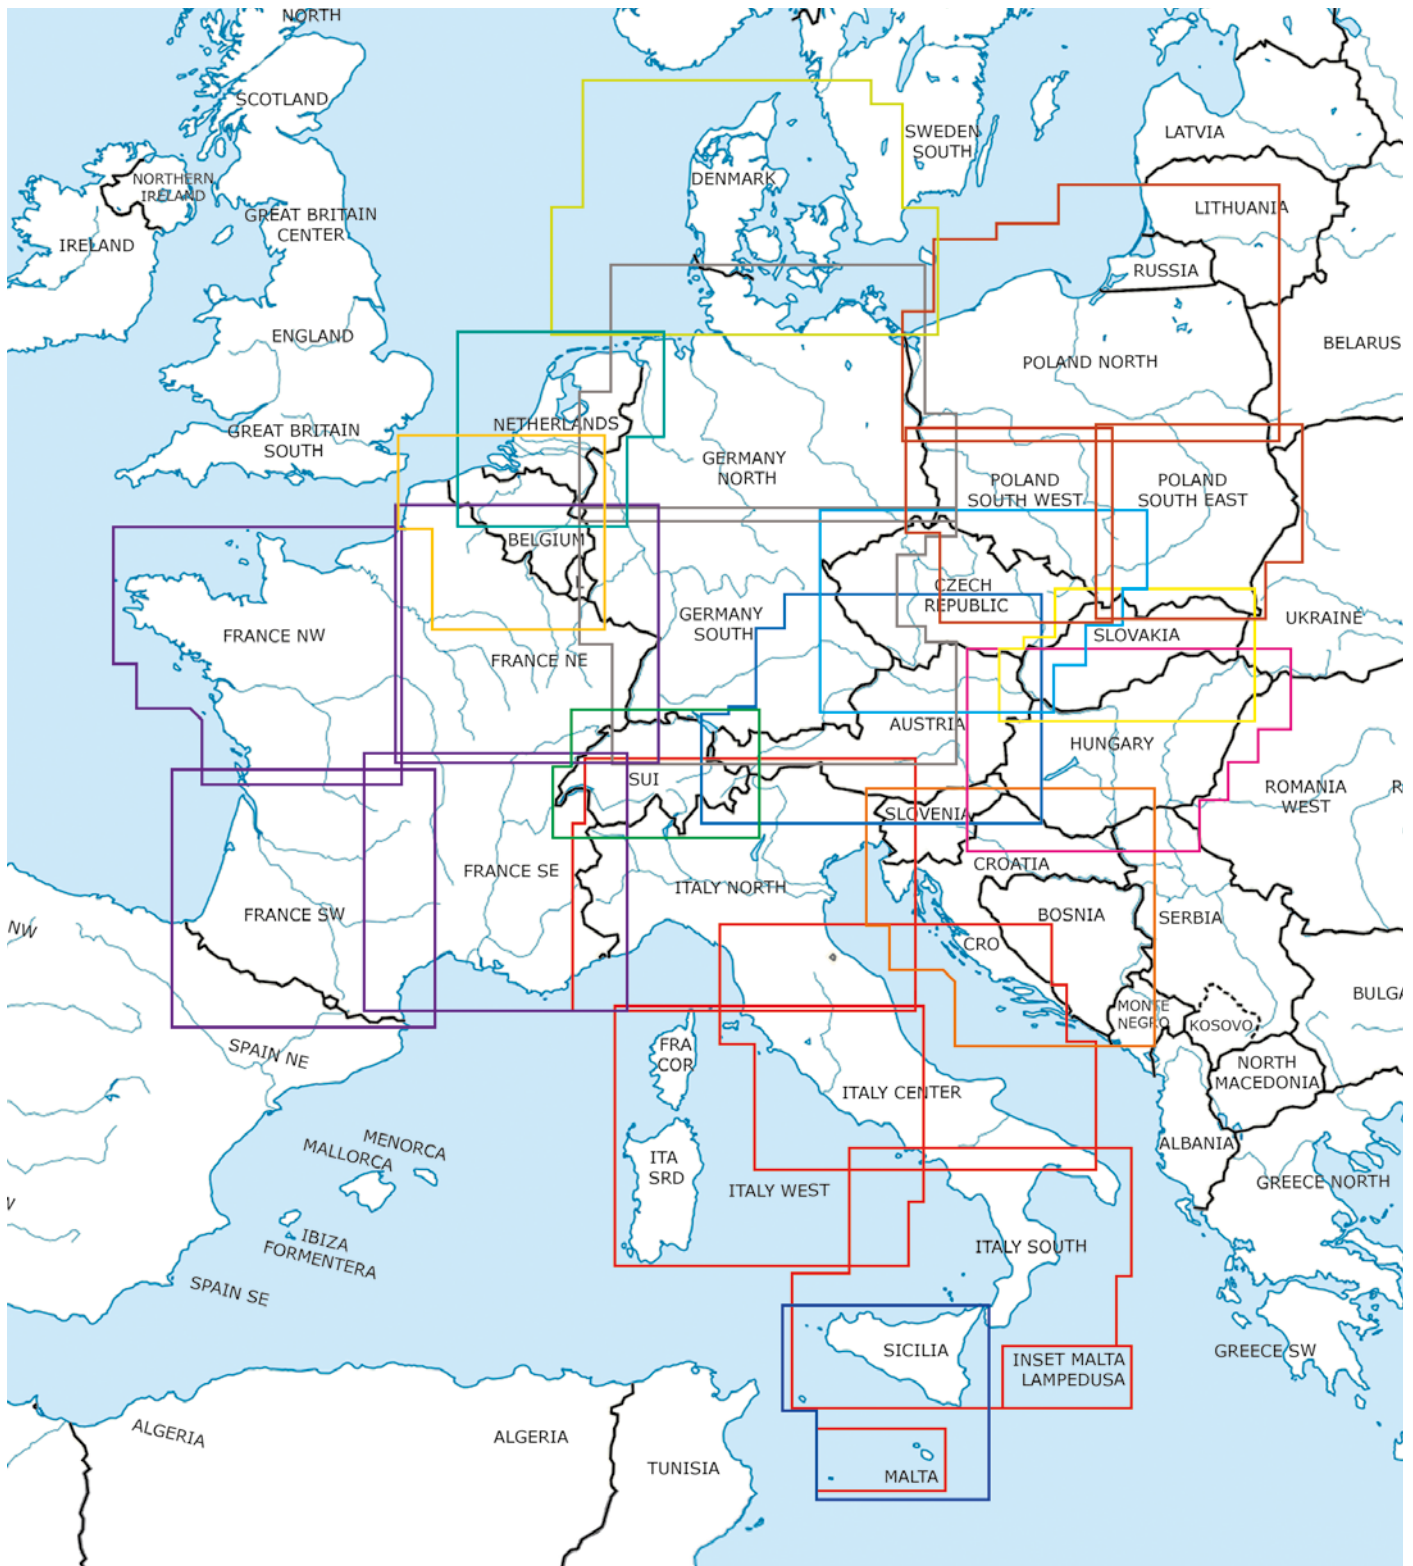 NORTH
SCOTLAND
SWEDEN
SOUTH
LATVIA
NORTHERN
IRELAND
DENMARK
LITHUANIA
GREAT BRITAIN
CENTER
IRELAND
RUSSIA
ENGLAND
BELARUS
POLAND NORTH
NETHERLANDS
GREAT BRITAIN
SOUTH
GERMANY
NORTH
POLAND
SOUTH WEST
POLAND
SOUTH EAST
BELGIUM
CZECH
REPUBLIC
GERMANY
SOUTH
UKRAINE
FRANCE NW
SLOVAKIA
FRANCE NE
AUSTRIA
HUNGARY
SUI
ROMANIA
WEST
R
SLOVENIA
CROATIA
FRANCE SE
ITALY NORTH
FRANCE SW
BOSNIA
SERBIA
NW
CRO
BULGA
MONTE
NEGRO
KOSOVO
SPAIN NE
FRA
COR
NORTH
MACEDONIA
ITALY CENTER
MENORCA
MALLORCA
ALBANIA
ITA
SRD
ITALY WEST
GREECE NORTH
IBIZA
FORMENTERA
ITALY SOUTH
SPAIN SE
SICILIA
INSET MALTA
LAMPEDUSA
GREECE SW
ALGERIA
ALGERIA
TUNISIA
MALTA